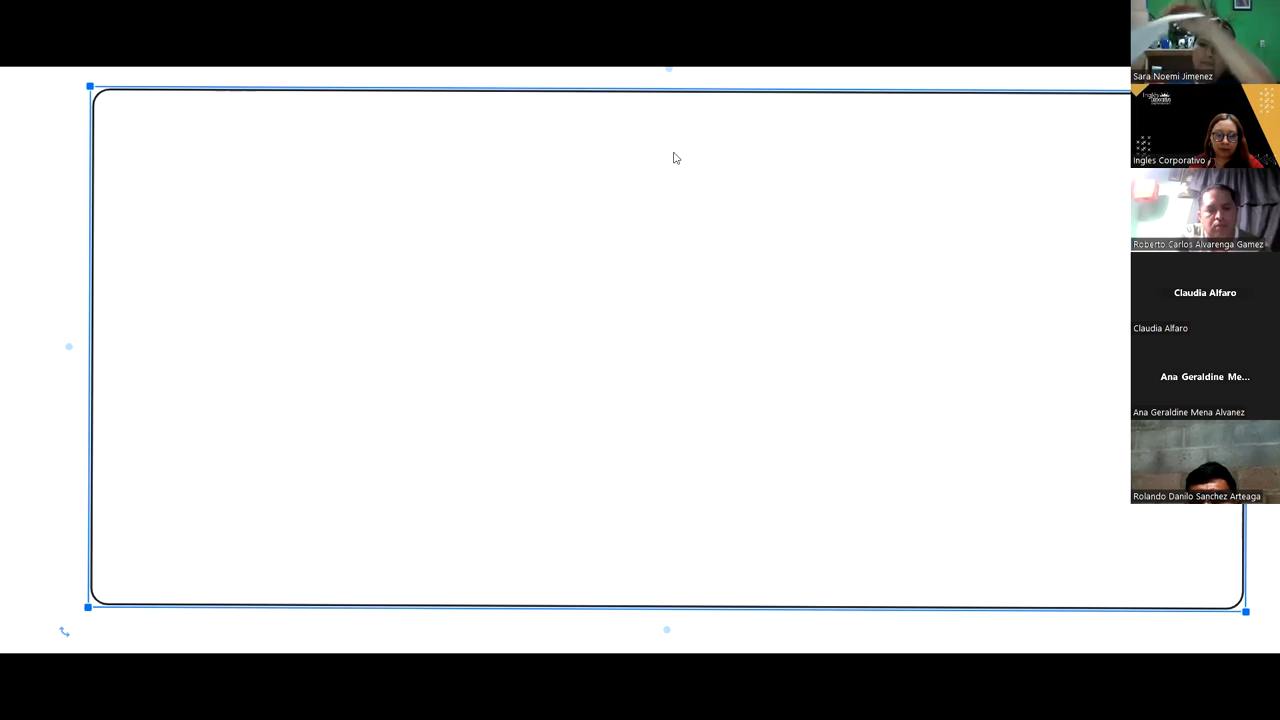 Sara Noemi Jimenez
Ingles Corporativo
Roberto Carlos Alvarenga Gamez
Claudia Alfaro
Claudia Alfaro
Ana Geraldine Me...
Ana Geraldine Mena Alvanez
Rolando Danilo Sanchez Arteaga